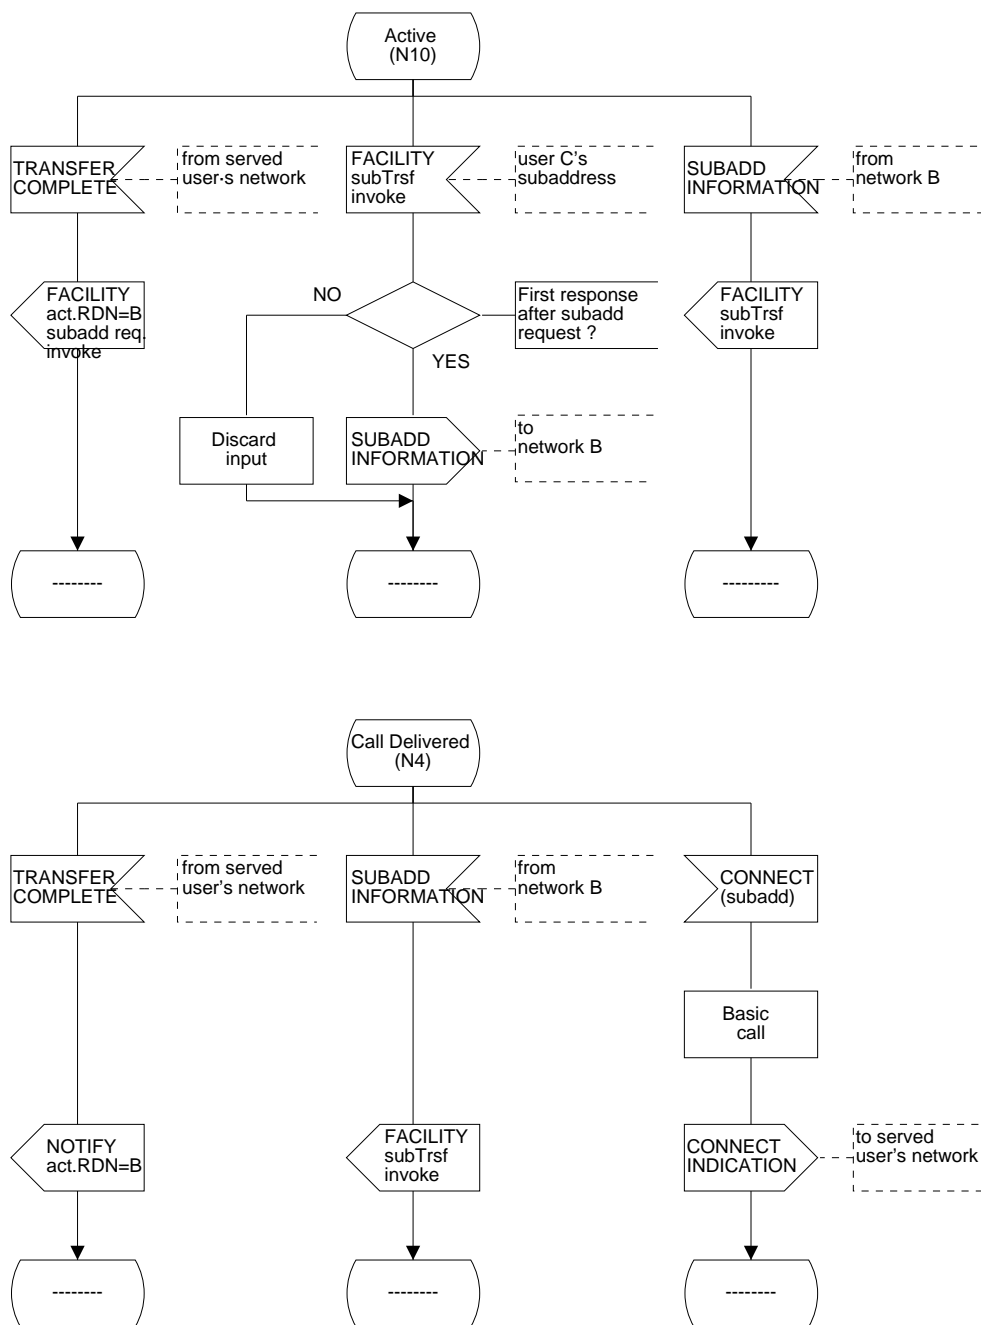 Active
(N10)
TRANSFER
COMPLETE
from served
user·s network
FACILITY
subTrsf
invoke
user C's
subaddress
SUBADD
INFORMATION
from
network B
FACILITY
act.RDN=B
subadd req.
invoke
NO
First response
after subadd
request ?
YES
FACILITY
subTrsf
invoke
Discard
input
SUBADD
INFORMATION
to
network B
--------
--------
---------
Call Delivered
(N4)
TRANSFER
COMPLETE
from served
user's network
SUBADD
INFORMATION
from
network B
CONNECT
(subadd)
Basic
call
NOTIFY
act.RDN=B
FACILITY
subTrsf
invoke
CONNECT
INDICATION
to served
user's network
--------
--------
--------